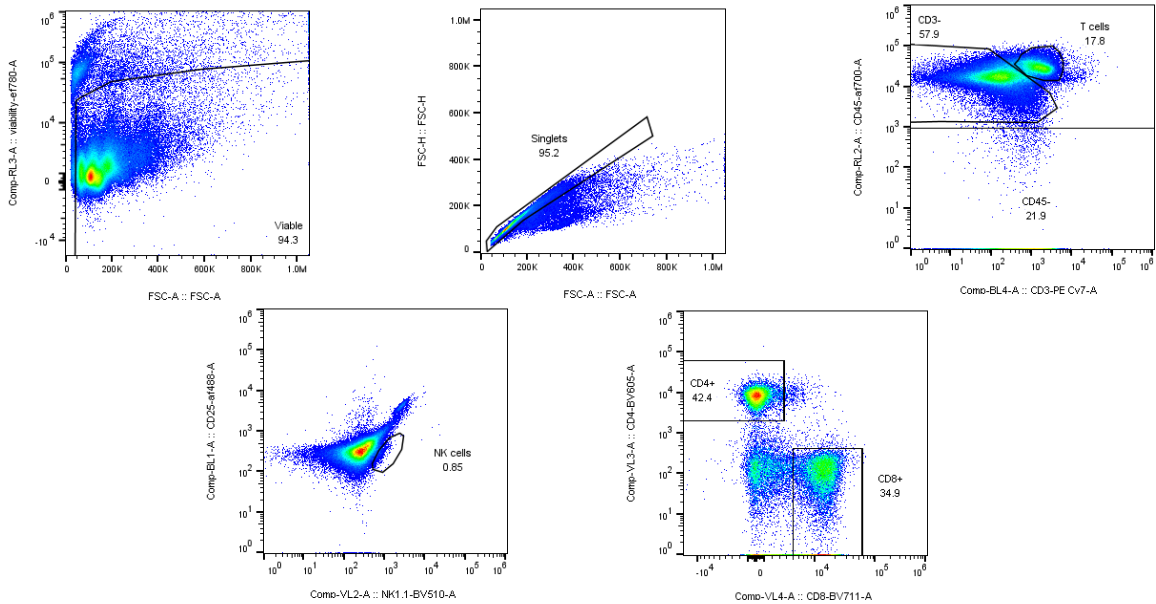 Comp-RL3-A :: viability-ef780-A
10^6
10^5
10^4
0
-10^4
Viable
94.3
0
200K
400K
600K
800K
1.0M
FSC-A :: FSC-A
FSC-H :: FSC-H
1.0M
800K
600K
400K
200K
0
Singlets
95.2
0
200K
400K
600K
800K
1.0M
FSC-A :: FSC-A
Comp-RL2-A :: CD45-af700-A
10^6
10^5
10^4
10^3
10^2
10^1
10^0
CD3-
57.9
T cells
17.8
CD45-
21.9
10^0
10^1
10^2
10^3
10^4
10^5
10^6
Comp-BL4-A :: CD3-PE Cy7-A
Comp-BL1-A :: CD25-af488-A
10^6
10^5
10^4
10^3
10^2
10^1
10^0
NK cells
0.85
10^0
10^1
10^2
10^3
10^4
10^5
10^6
Comp-VL2-A :: NK1.1-BV510-A
Comp-VL3-A :: CD4-BV605-A
10^6
10^5
10^4
10^3
10^2
10^1
10^0
CD4+
42.4
CD8+
34.9
-10^4
0
10^4
10^5
10^6
Comp-VL4-A :: CD8-BV711-A